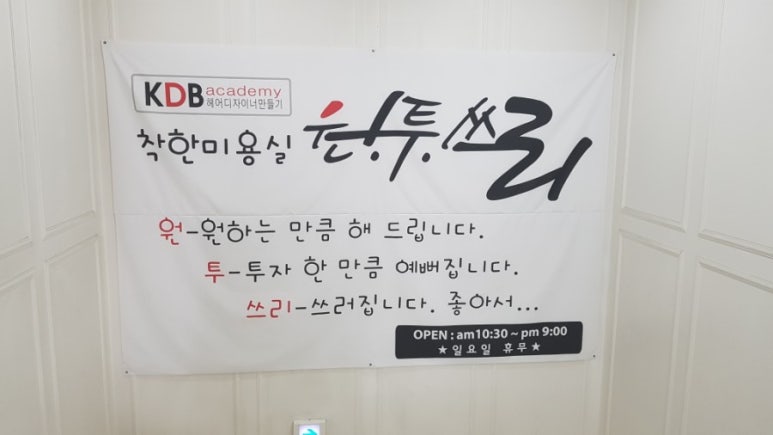 KDB academy
헤어디자이너만들기
착한미용실 원!투!쓰리
원-원하는 만큼 해 드립니다.
투-투자 한 만큼 예뻐집니다.
쓰리-쓰러집니다. 좋아서...
OPEN : am10:30 ~ pm 9:00
★일요일 휴무★